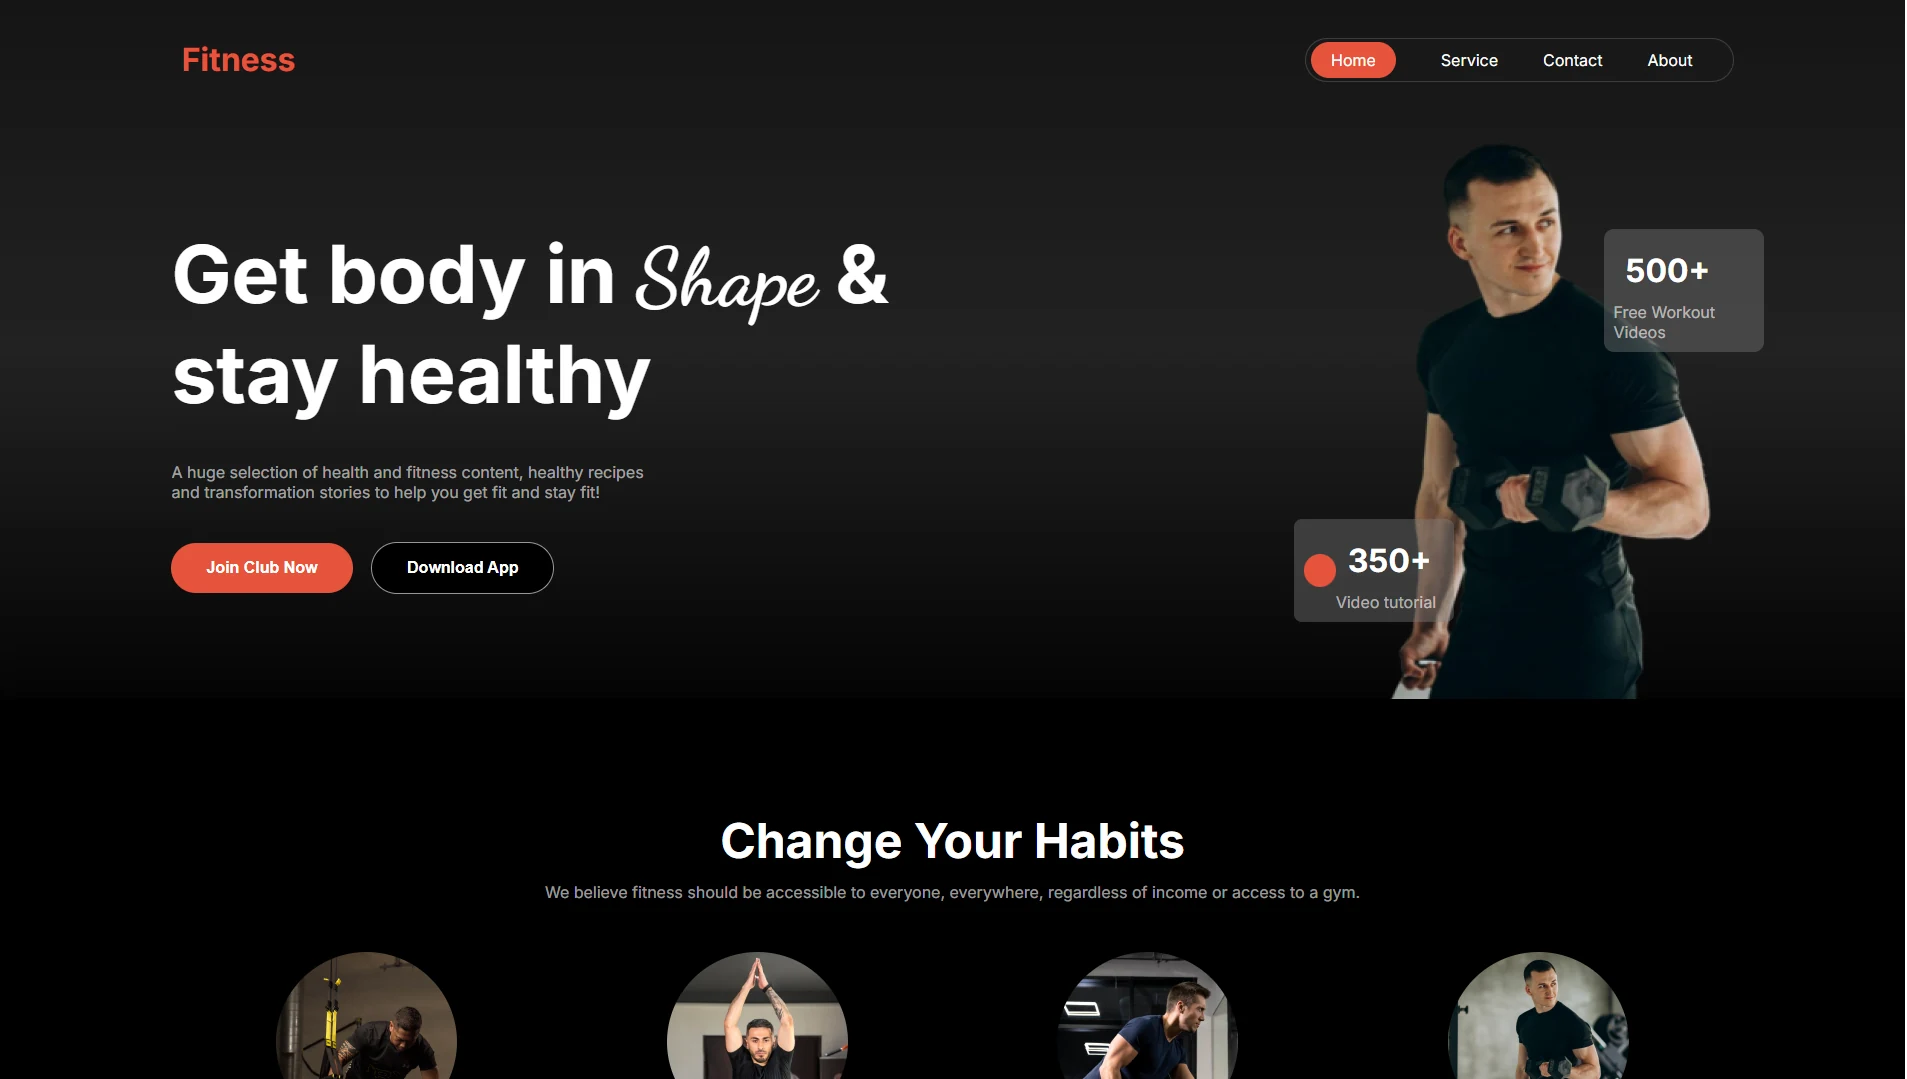 Fitness
Home Service Contact About
Get body in Shape &
stay healthy
500+
Free Workout
Videos
A huge selection of health and fitness content, healthy recipes
and transformation stories to help you get fit and stay fit!
Join Club Now Download App
350+
Video tutorial
Change Your Habits
We believe fitness should be accessible to everyone, everywhere, regardless of income or access to a gym.